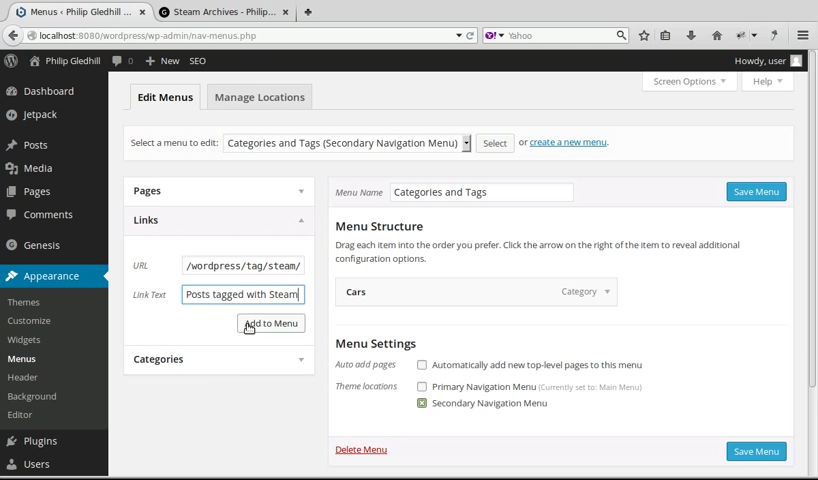 Menus ‹ Philip Gledhill ...
Steam Archives - Philip...
localhost:8080/wordpress/wp-admin/nav-menus.php
Yahoo
Philip Gledhill
0
New
SEO
Howdy, user
Dashboard
Jetpack
Posts
Media
Pages
Comments
Genesis
Appearance
Themes
Customize
Widgets
Menus
Header
Background
Editor
Plugins
Users
Screen Options
Help
Edit Menus
Manage Locations
Select a menu to edit: Categories and Tags (Secondary Navigation Menu) Select or create a new menu.
Pages
Links
URL /wordpress/tag/steam/
Link Text Posts tagged with Steam
Add to Menu
Categories
Menu Name Categories and Tags
Save Menu
Menu Structure
Drag each item into the order you prefer. Click the arrow on the right of the item to reveal additional
configuration options.
Cars Category
Menu Settings
Auto add pages Automatically add new top-level pages to this menu
Theme locations Primary Navigation Menu (Currently set to: Main Menu)
Secondary Navigation Menu
Delete Menu
Save Menu